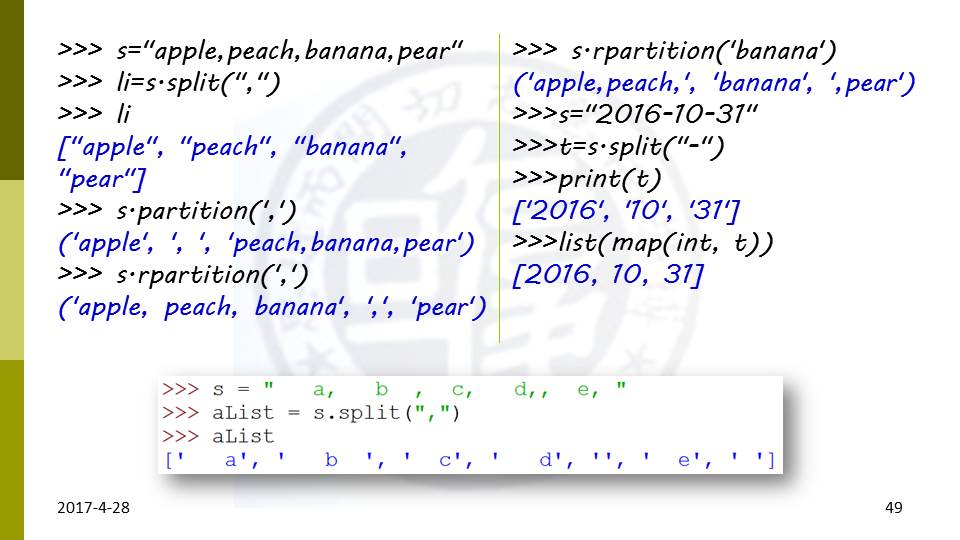 >>> s="apple,peach,banana,pear"
>>> li=s.split(",")
>>> li
["apple", "peach", "banana",
"pear"]
>>> s.partition(',')
('apple', ', ', 'peach,banana,pear')
>>> s.rpartition(',')
('apple, peach, banana', ',', 'pear')
>>> s.rpartition('banana')
('apple,peach,', 'banana', ',pear')
>>>s="2016-10-31"
>>>t=s.split("-")
>>>print(t)
['2016', '10', '31']
>>>list(map(int, t))
[2016, 10, 31]
>>> s = "   a,   b  , c,   d,, e, "
>>> aList = s.split(",")
>>> aList
['   a', '   b  ', '  c', '   d', '', '  e', ' ']
2017-4-28
49